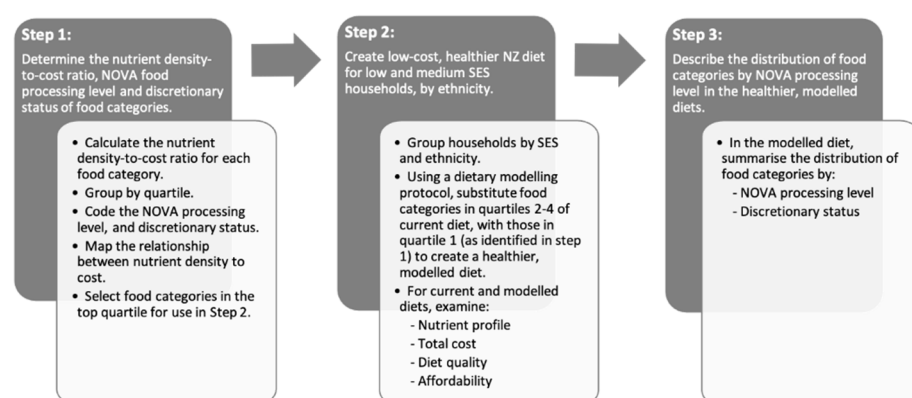 Step 1:
Determine the nutrient density-
to-cost ratio, NOVA food
processing level and discretionary
status of food categories.
• Calculate the nutrient
density-to-cost ratio for each
food category.
• Group by quartile.
• Code the NOVA processing
level, and discretionary status.
• Map the relationship
between nutrient density to
cost.
• Select food categories in the
top quartile for use in Step 2.
Step 2:
Create low-cost, healthier NZ diet
for low and medium SES
households, by ethnicity.
• Group households by SES
and ethnicity.
• Using a dietary modelling
protocol, substitute food
categories in quartiles 2-4 of
current diet, with those in
quartile 1 (as identified in step
1) to create a healthier,
modelled diet.
• For current and modelled
diets, examine:
- Nutrient profile
- Total cost
- Diet quality
- Affordability
Step 3:
Describe the distribution of food
categories by NOVA processing
level in the healthier, modelled
diets.
• In the modelled diet,
summarise the distribution of
food categories by:
- NOVA processing level
- Discretionary status